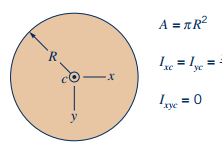 A = πR²
R
I_xc = I_yc =
c
x
I_xyc = 0
y